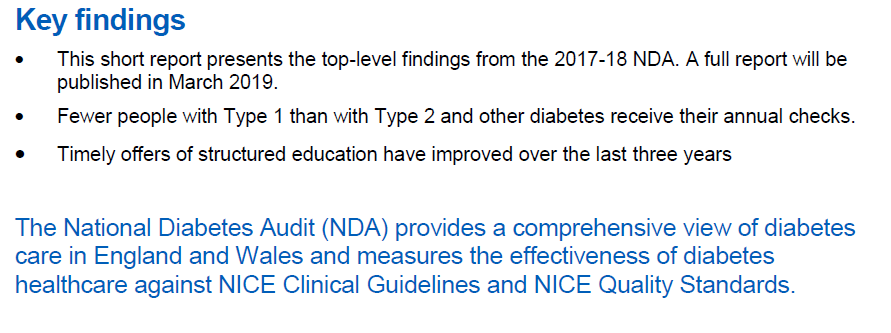 Key findings
• This short report presents the top-level findings from the 2017-18 NDA. A full report will be
published in March 2019.
• Fewer people with Type 1 than with Type 2 and other diabetes receive their annual checks.
• Timely offers of structured education have improved over the last three years
The National Diabetes Audit (NDA) provides a comprehensive view of diabetes
care in England and Wales and measures the effectiveness of diabetes
healthcare against NICE Clinical Guidelines and NICE Quality Standards.